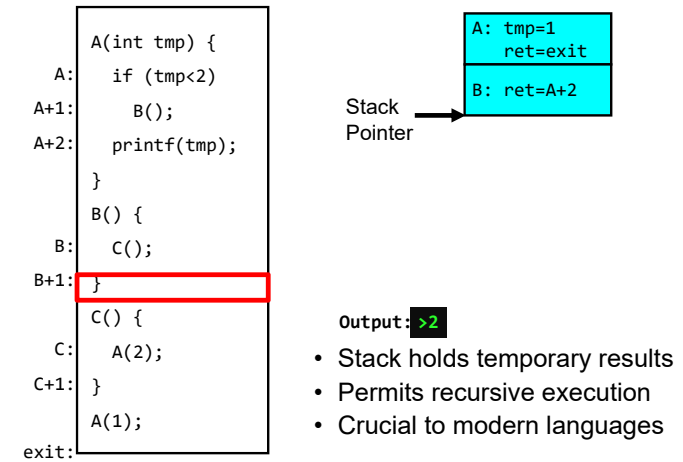 A(int tmp) {
A: if (tmp<2)
A+1: B();
A+2: printf(tmp);
}
B() {
B: C();
B+1: }
C() {
C: A(2);
C+1: }
A(1);
exit:
A: tmp=1
ret=exit
B: ret=A+2
Stack
Pointer
Output: >2
• Stack holds temporary results
• Permits recursive execution
• Crucial to modern languages